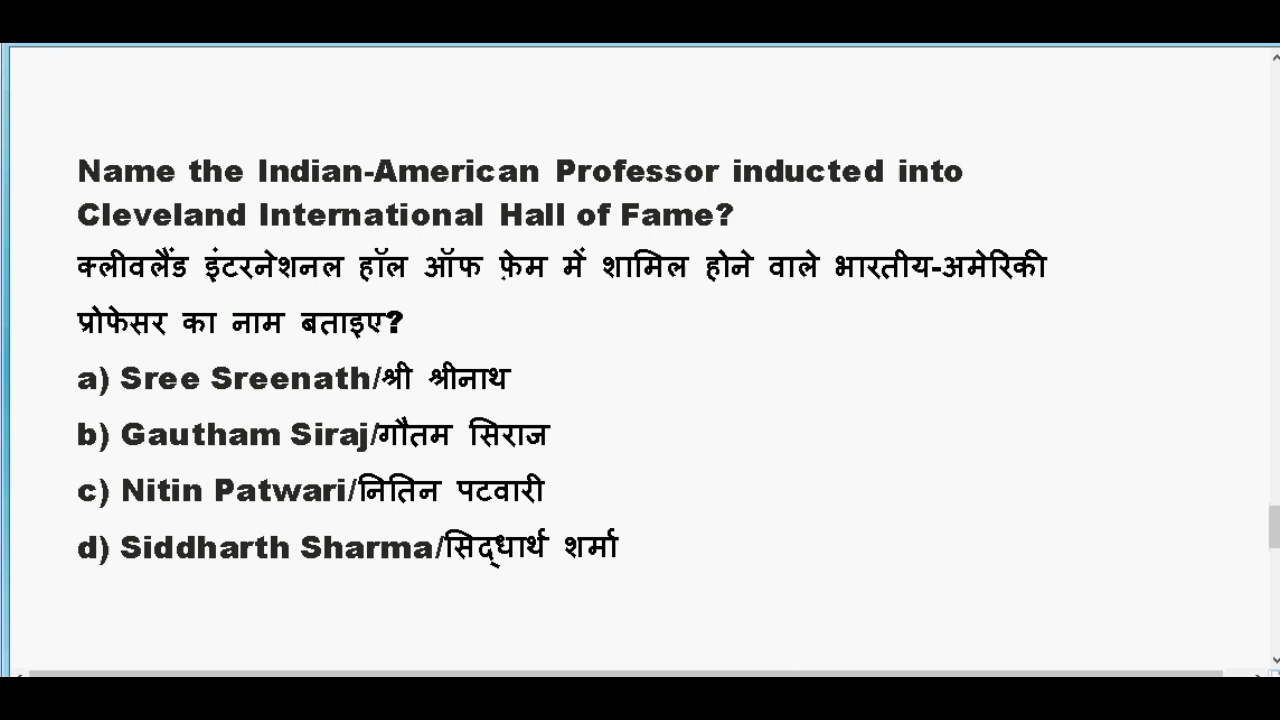 Name the Indian-American Professor inducted into
Cleveland International Hall of Fame?
क्लीवलैंड इंटरनेशनल हॉल ऑफ फ़ेम में शामिल होने वाले भारतीय-अमेरिकी
प्रोफेसर का नाम बताइए?
a) Sree Sreenath/श्री श्रीनाथ
b) Gautham Siraj/गौतम सिराज
c) Nitin Patwari/नितिन पटवारी
d) Siddharth Sharma/सिद्धार्थ शर्मा